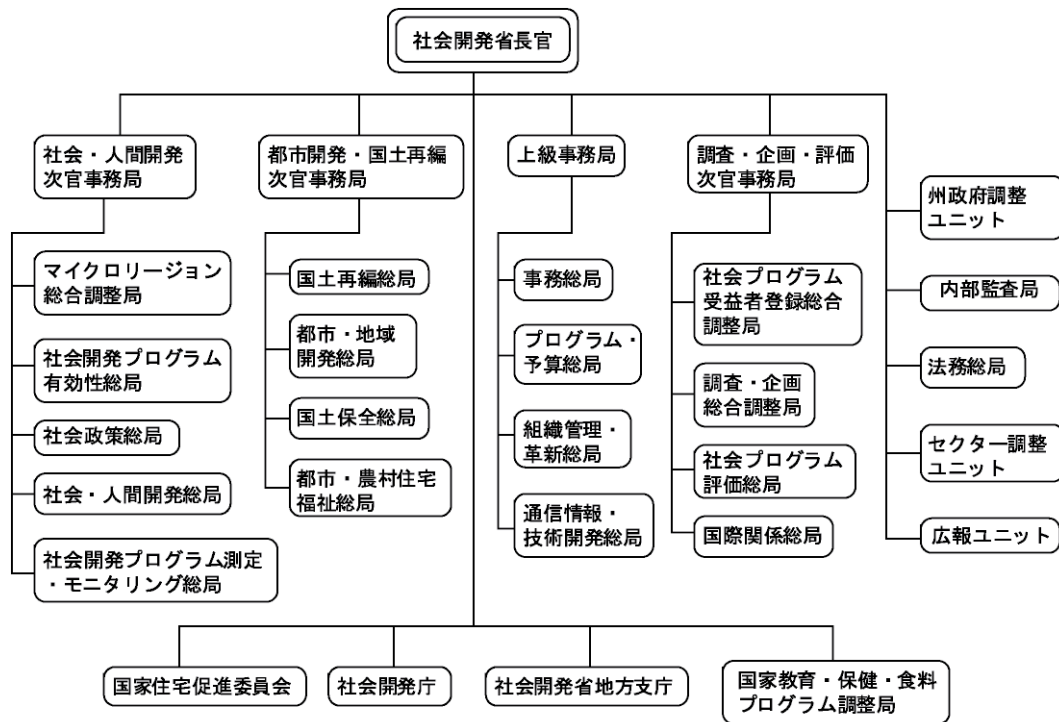 社会開発省長官
社会・人間開発
次官事務局
都市開発・国土再編
次官事務局
上級事務局
調査・企画・評価
次官事務局
マイクロリージョン
総合調整局
社会開発プログラム
有効性総局
社会政策総局
社会・人間開発総局
社会開発プログラム測定
・モニタリング総局
国土再編総局
都市・地域
開発総局
国土保全総局
都市・農村住宅
福祉総局
事務総局
プログラム・
予算総局
組織管理・
革新総局
通信情報・
技術開発総局
社会プログラム
受益者登録総合
調整局
調査・企画
総合調整局
社会プログラム
評価総局
国際関係総局
州政府調整
ユニット
内部監査局
法務総局
セクター調整
ユニット
広報ユニット
国家住宅促進委員会
社会開発庁
社会開発省地方支庁
国家教育・保健・食料
プログラム調整局